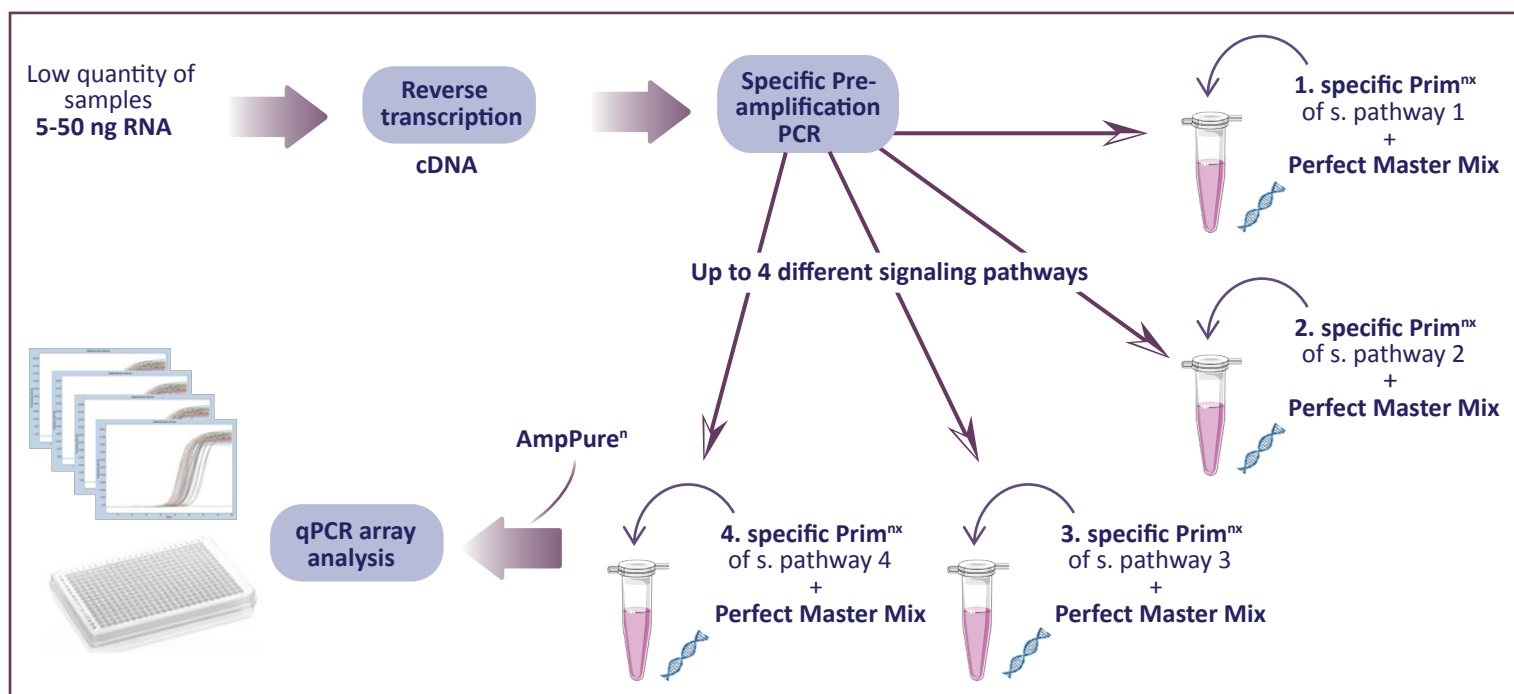 Low quantity of
samples
5-50 ng RNA
Reverse
transcription
cDNA
Specific Pre-
amplification
PCR
1. specific Primⁿˣ
of s. pathway 1
+
Perfect Master Mix
Up to 4 different signaling pathways
2. specific Primⁿˣ
of s. pathway 2
+
Perfect Master Mix
AmpPureⁿ
qPCR array
analysis
4. specific Primⁿˣ
of s. pathway 4
+
Perfect Master Mix
3. specific Primⁿˣ
of s. pathway 3
+
Perfect Master Mix